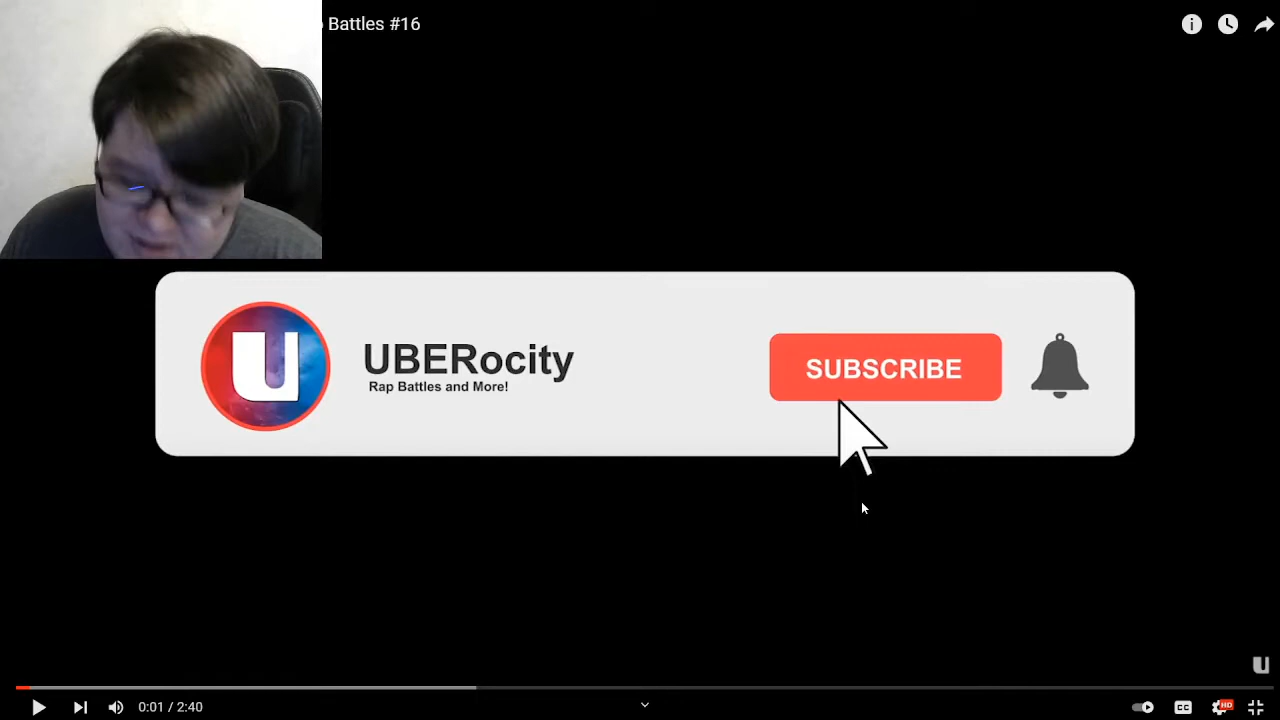 Battles #16
U
UBERocity
Rap Battles and More!
SUBSCRIBE
U
0:01 / 2:40
CC
HD